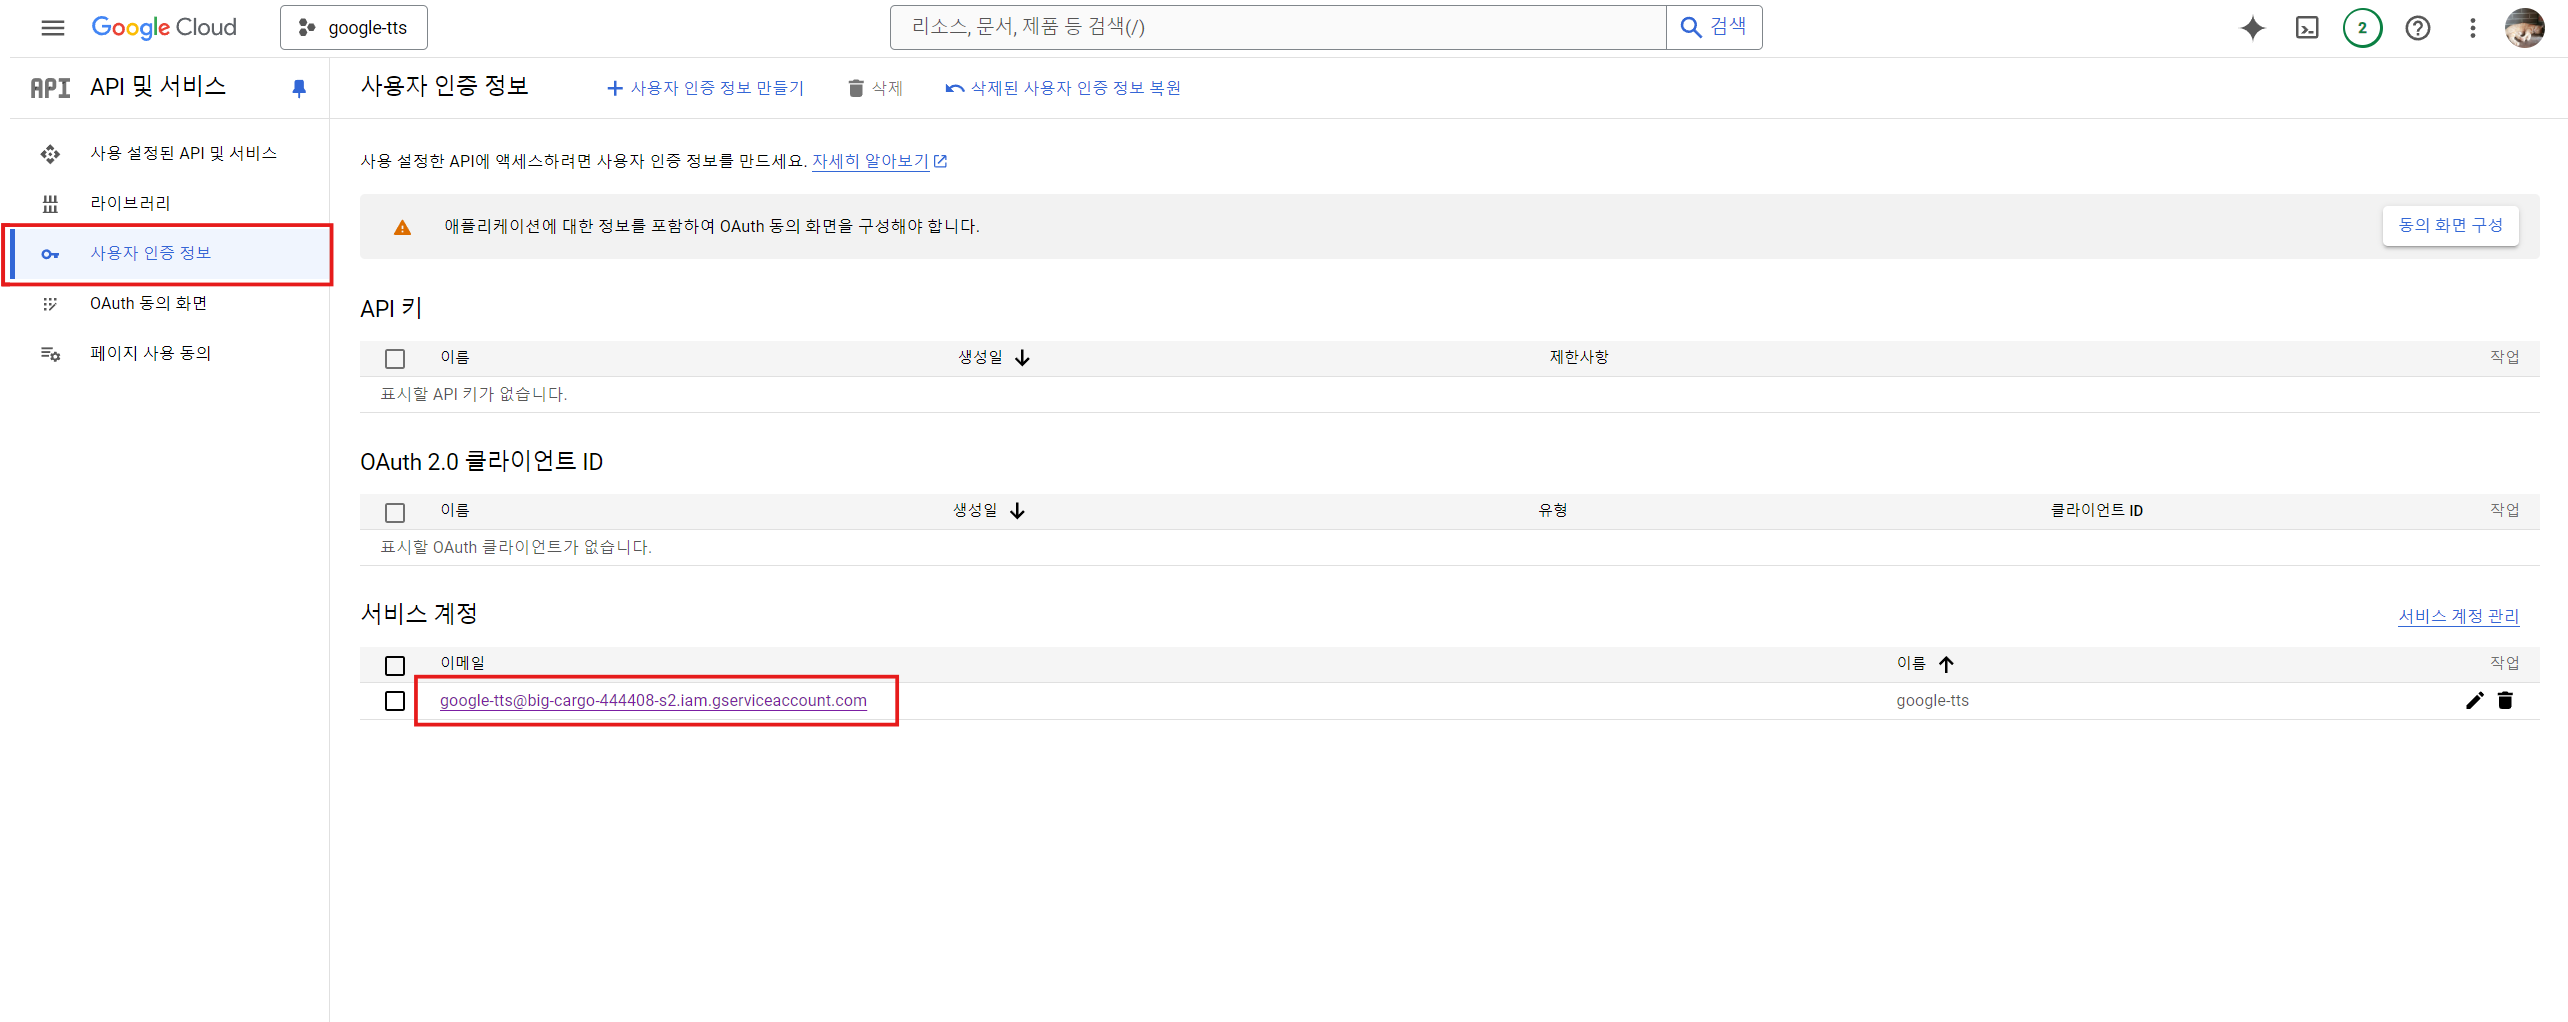 Google Cloud
google-tts
리소스, 문서, 제품 등 검색(/)
검색
2
API
API 및 서비스
사용자 인증 정보
사용자 인증 정보 만들기
삭제
삭제된 사용자 인증 정보 복원
사용 설정된 API 및 서비스
라이브러리
사용자 인증 정보
OAuth 동의 화면
페이지 사용 동의
사용 설정한 API에 액세스하려면 사용자 인증 정보를 만드세요. 자세히 알아보기
애플리케이션에 대한 정보를 포함하여 OAuth 동의 화면을 구성해야 합니다.
동의 화면 구성
API 키
이름 생성일 제한사항 작업
표시할 API 키가 없습니다.
OAuth 2.0 클라이언트 ID
이름 생성일 유형 클라이언트 ID 작업
표시할 OAuth 클라이언트가 없습니다.
서비스 계정
서비스 계정 관리
이메일 이름 작업
google-tts@big-cargo-444408-s2.iam.gserviceaccount.com google-tts